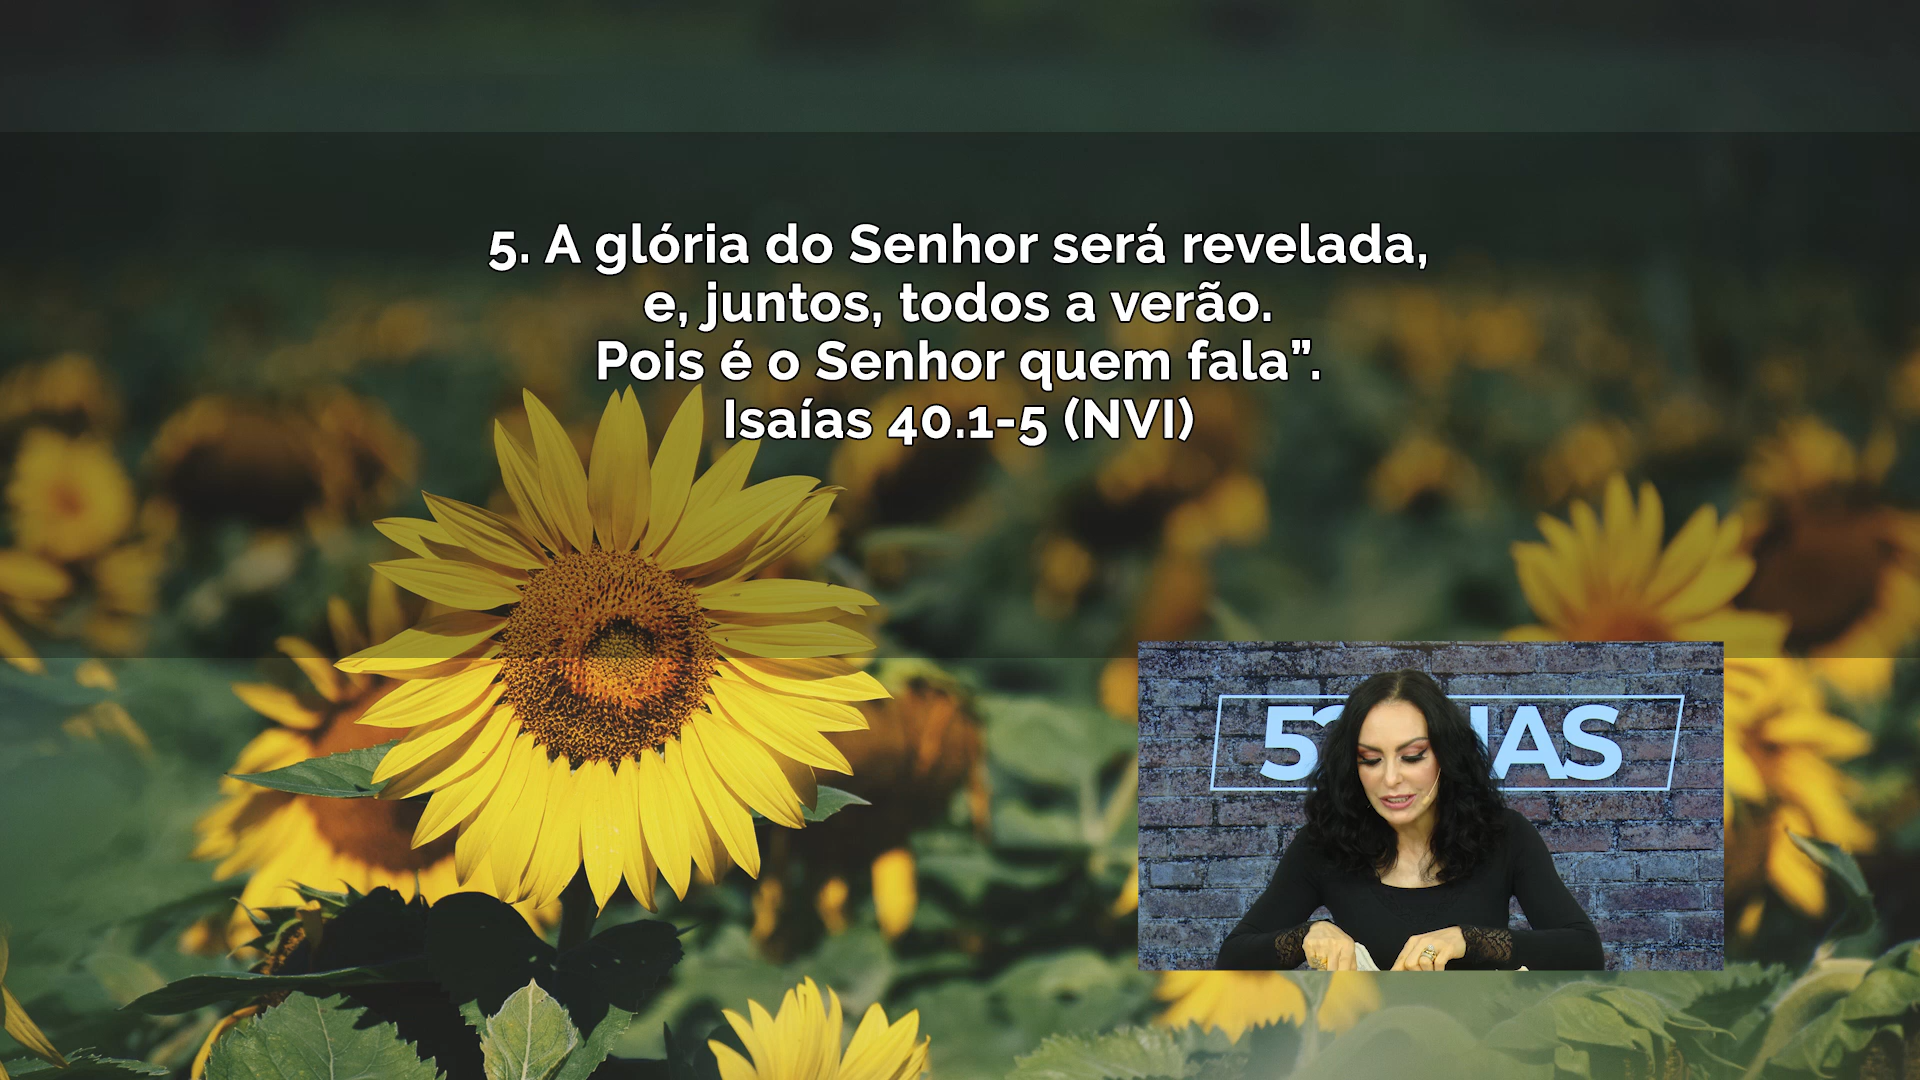 5. A glória do Senhor será revelada,
e, juntos, todos a verão.
Pois é o Senhor quem fala”.
Isaías 40.1-5 (NVI)